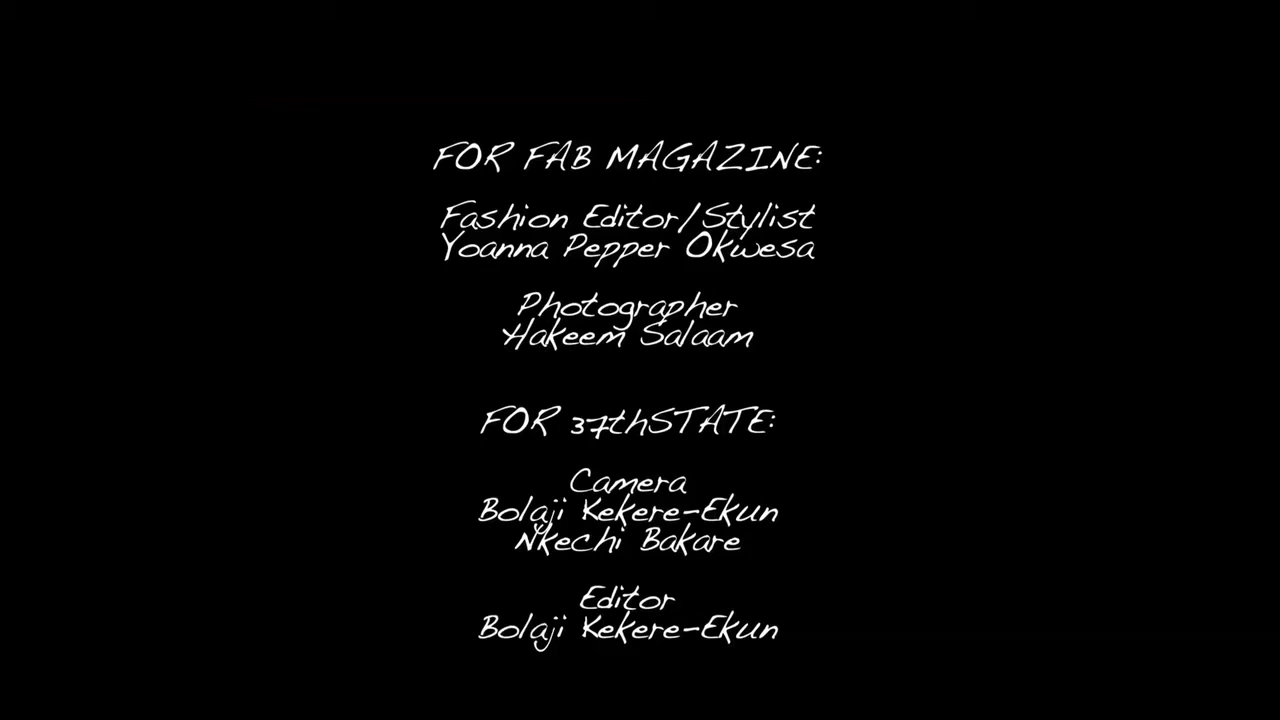 FOR FAB MAGAZINE:
Fashion Editor/Stylist
Yoanna Pepper Okwesa
Photographer
Hakeem Salaam
FOR 37thSTATE:
Camera
Bolaji Kekere-Ekun
Nkechi Bakare
Editor
Bolaji Kekere-Ekun